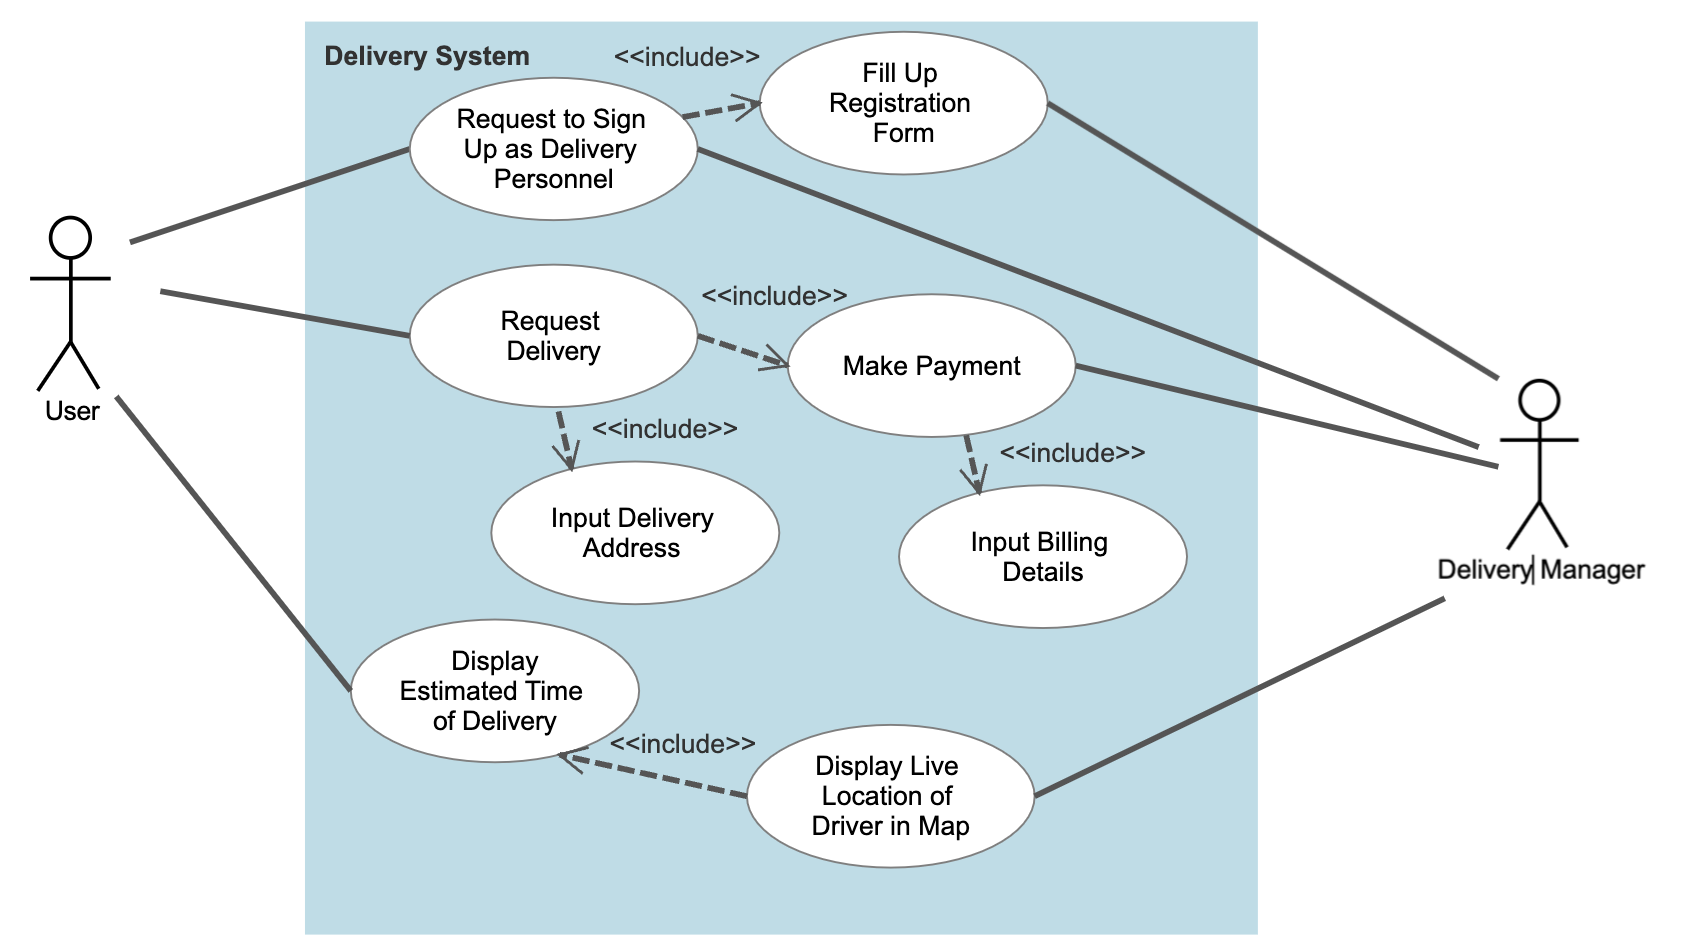 Delivery System
<<include>>
Fill Up
Registration
Form
Request to Sign
Up as Delivery
Personnel
<<include>>
Request
Delivery
Make Payment
User
<<include>>
<<include>>
Input Delivery
Address
Input Billing
Details
Delivery Manager
Display
Estimated Time
of Delivery
<<include>>
Display Live
Location of
Driver in Map